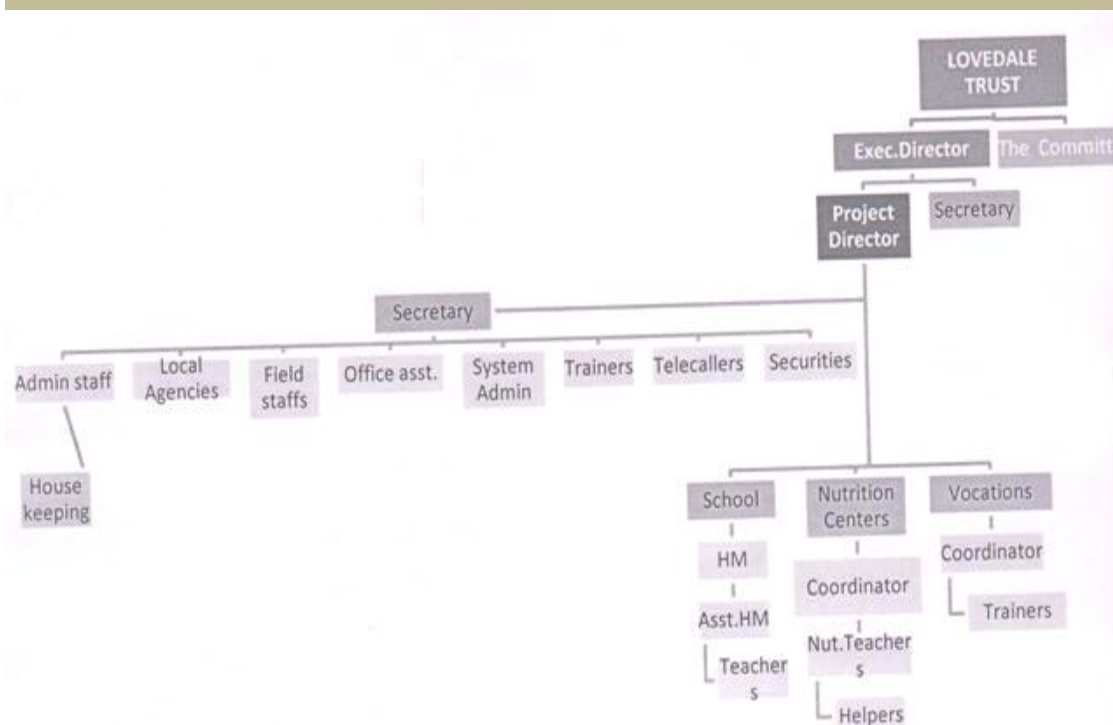 LOVEDALE
TRUST
Exec.Director
The Committ
Project
Director
Secretary
Secretary
Admin staff
Local
Agencies
Field
staffs
Office asst.
System
Admin
Trainers
Telecallers
Securities
House
keeping
School
Nutrition
Centers
Vocations
HM
Coordinator
Coordinator
Asst.HM
Nut.Teacher
s
Trainers
Teacher
s
Helpers